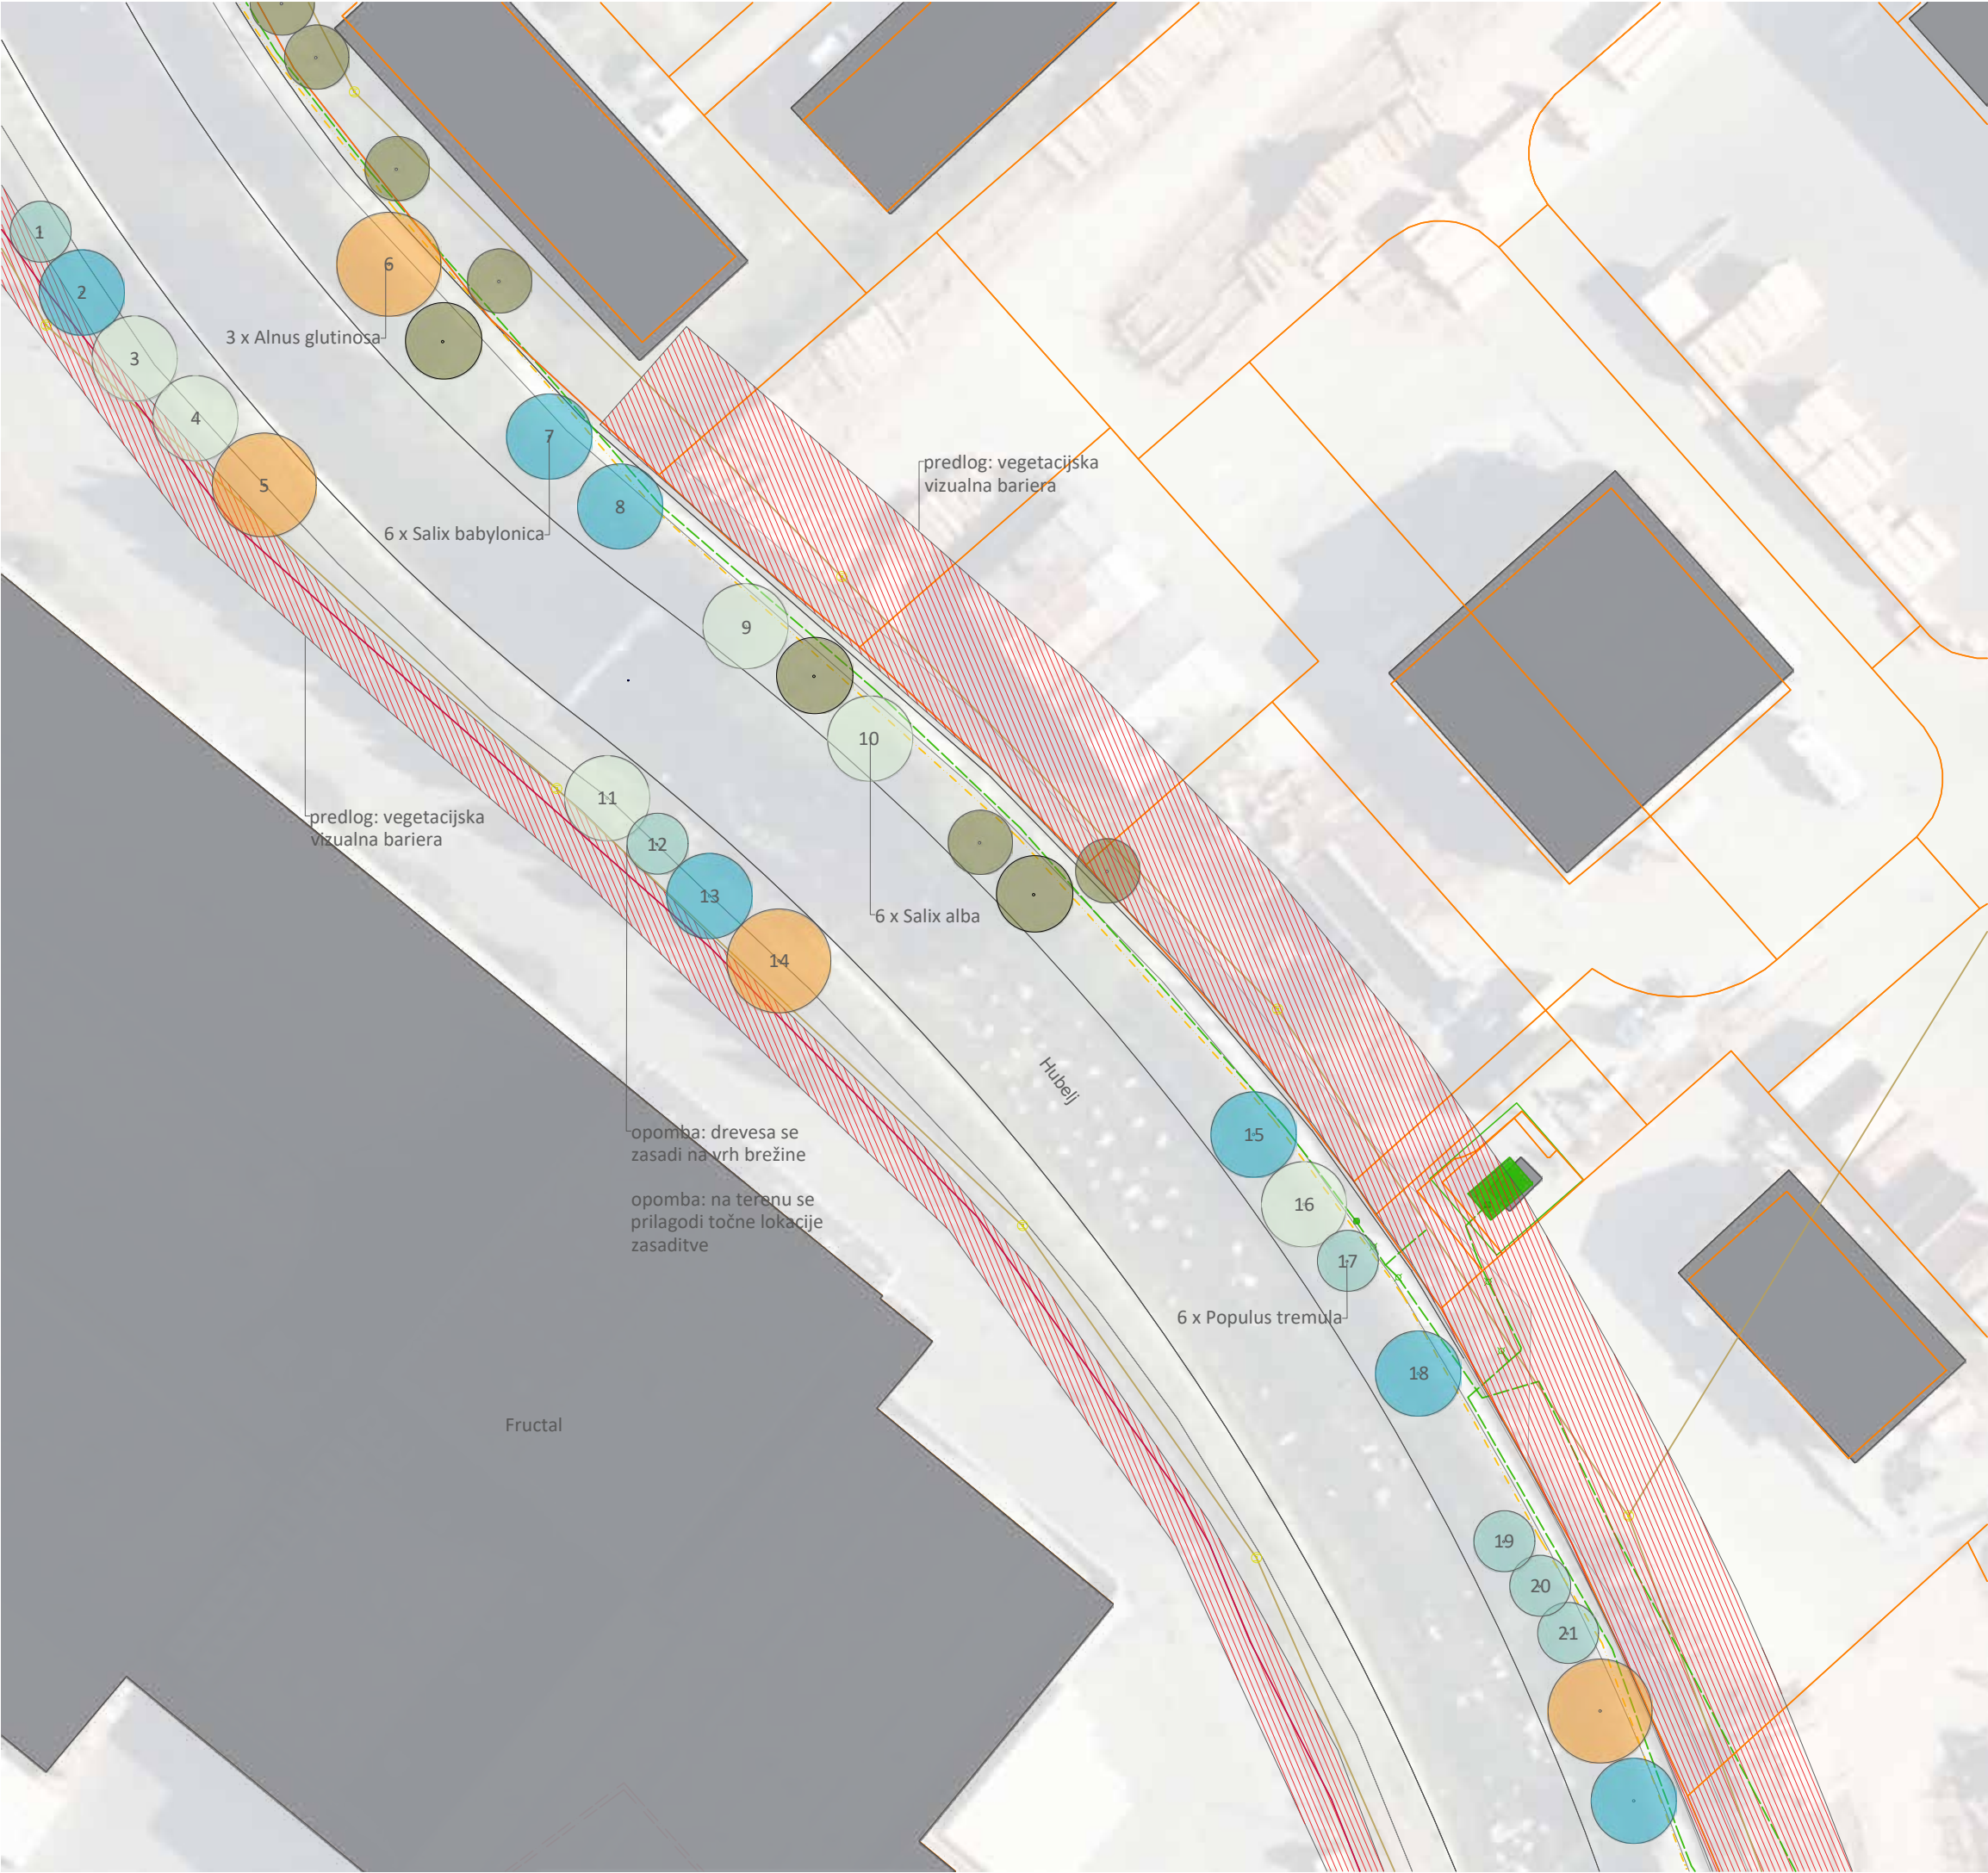 1
2
3
4
5
6
3 x Alnus glutinosa
7
6 x Salix babylonica
8
predlog: vegetacijska
vizualna bariera
9
10
6 x Salix alba
predlog: vegetacijska
vizualna bariera
11
12
13
14
opomba: drevesa se
zasadi na vrh brežine
opomba: na terenu se
prilagodi točne lokacije
zasaditve
Hubelj
15
16
17
6 x Populus tremula
18
Fructal
19
20
21